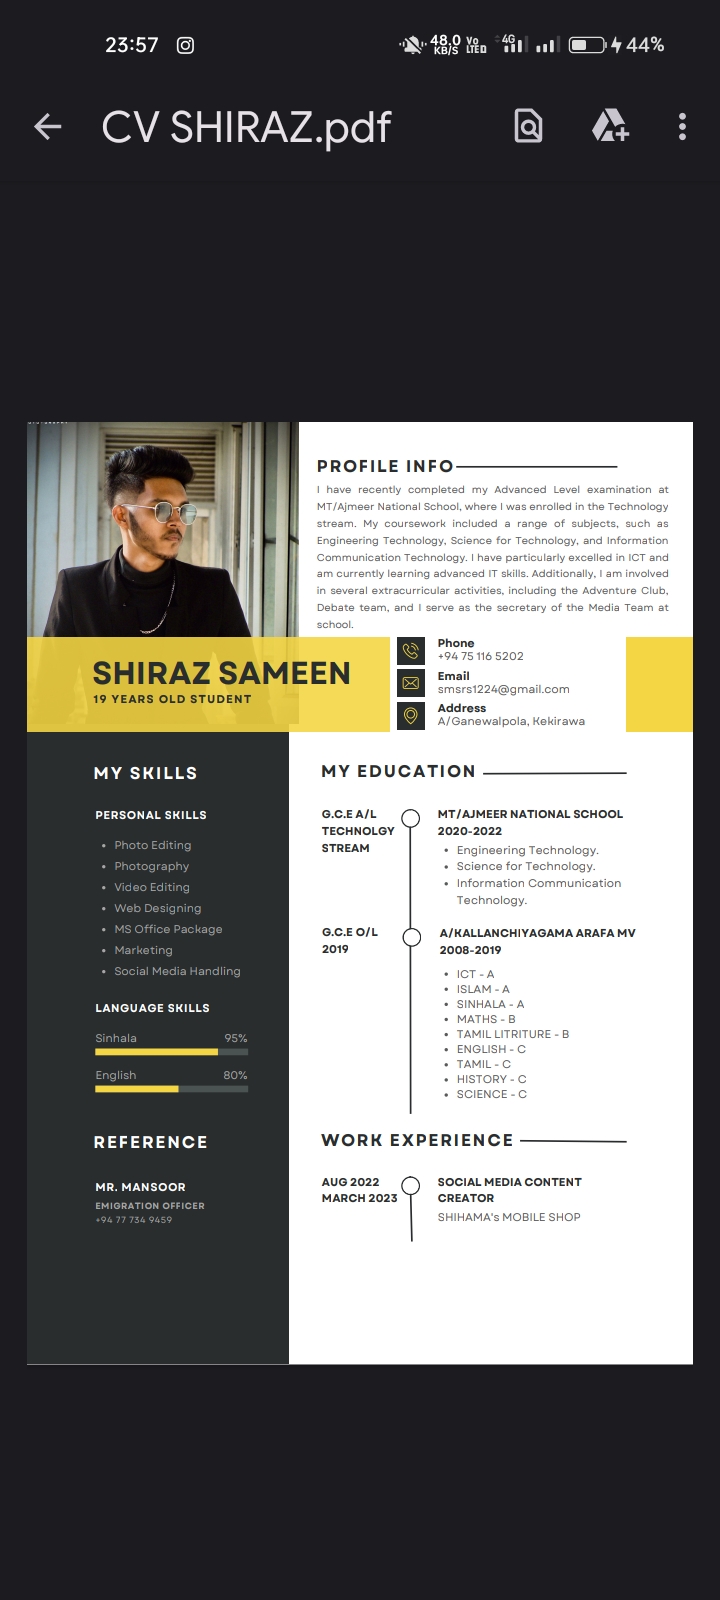 23:57
48.0 KB/S
Vo LTED
4G
44%
CV SHIRAZ.pdf
PROFILE INFO
I have recently completed my Advanced Level examination at
MT/Ajmeer National School, where I was enrolled in the Technology
stream. My coursework included a range of subjects, such as
Engineering Technology, Science for Technology, and Information
Communication Technology. I have particularly excelled in ICT and
am currently learning advanced IT skills. Additionally, I am involved
in several extracurricular activities, including the Adventure Club,
Debate team, and I serve as the secretary of the Media Team at
school.
SHIRAZ SAMEEN
19 YEARS OLD STUDENT
Phone
+94 75 116 5202
Email
smsrs1224@gmail.com
Address
A/Ganewalpola, Kekirawa
MY SKILLS
PERSONAL SKILLS
• Photo Editing
• Photography
• Video Editing
• Web Designing
• MS Office Package
• Marketing
• Social Media Handling
LANGUAGE SKILLS
Sinhala 95%
English 80%
REFERENCE
MR. MANSOOR
EMIGRATION OFFICER
+94 77 734 9459
MY EDUCATION
G.C.E A/L
TECHNOLGY
STREAM
MT/AJMEER NATIONAL SCHOOL
2020-2022
• Engineering Technology.
• Science for Technology.
• Information Communication
Technology.
G.C.E O/L
2019
A/KALLANCHIYAGAMA ARAFA MV
2008-2019
• ICT - A
• ISLAM - A
• SINHALA - A
• MATHS - B
• TAMIL LITRITURE - B
• ENGLISH - C
• TAMIL - C
• HISTORY - C
• SCIENCE - C
WORK EXPERIENCE
AUG 2022
MARCH 2023
SOCIAL MEDIA CONTENT
CREATOR
SHIHAMA's MOBILE SHOP